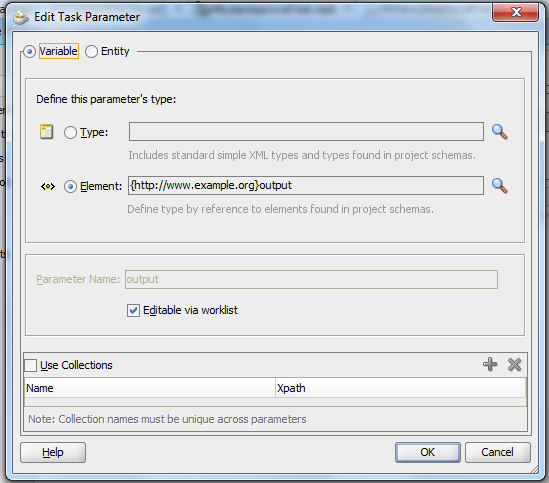 Edit Task Parameter
Variable Entity
Define this parameter's type:
Type:
Includes standard simple XML types and types found in project schemas.
Element: {http://www.example.org}output
Define type by reference to elements found in project schemas.
Parameter Name: output
Editable via worklist
Use Collections
Name Xpath
Note: Collection names must be unique across parameters
Help OK Cancel